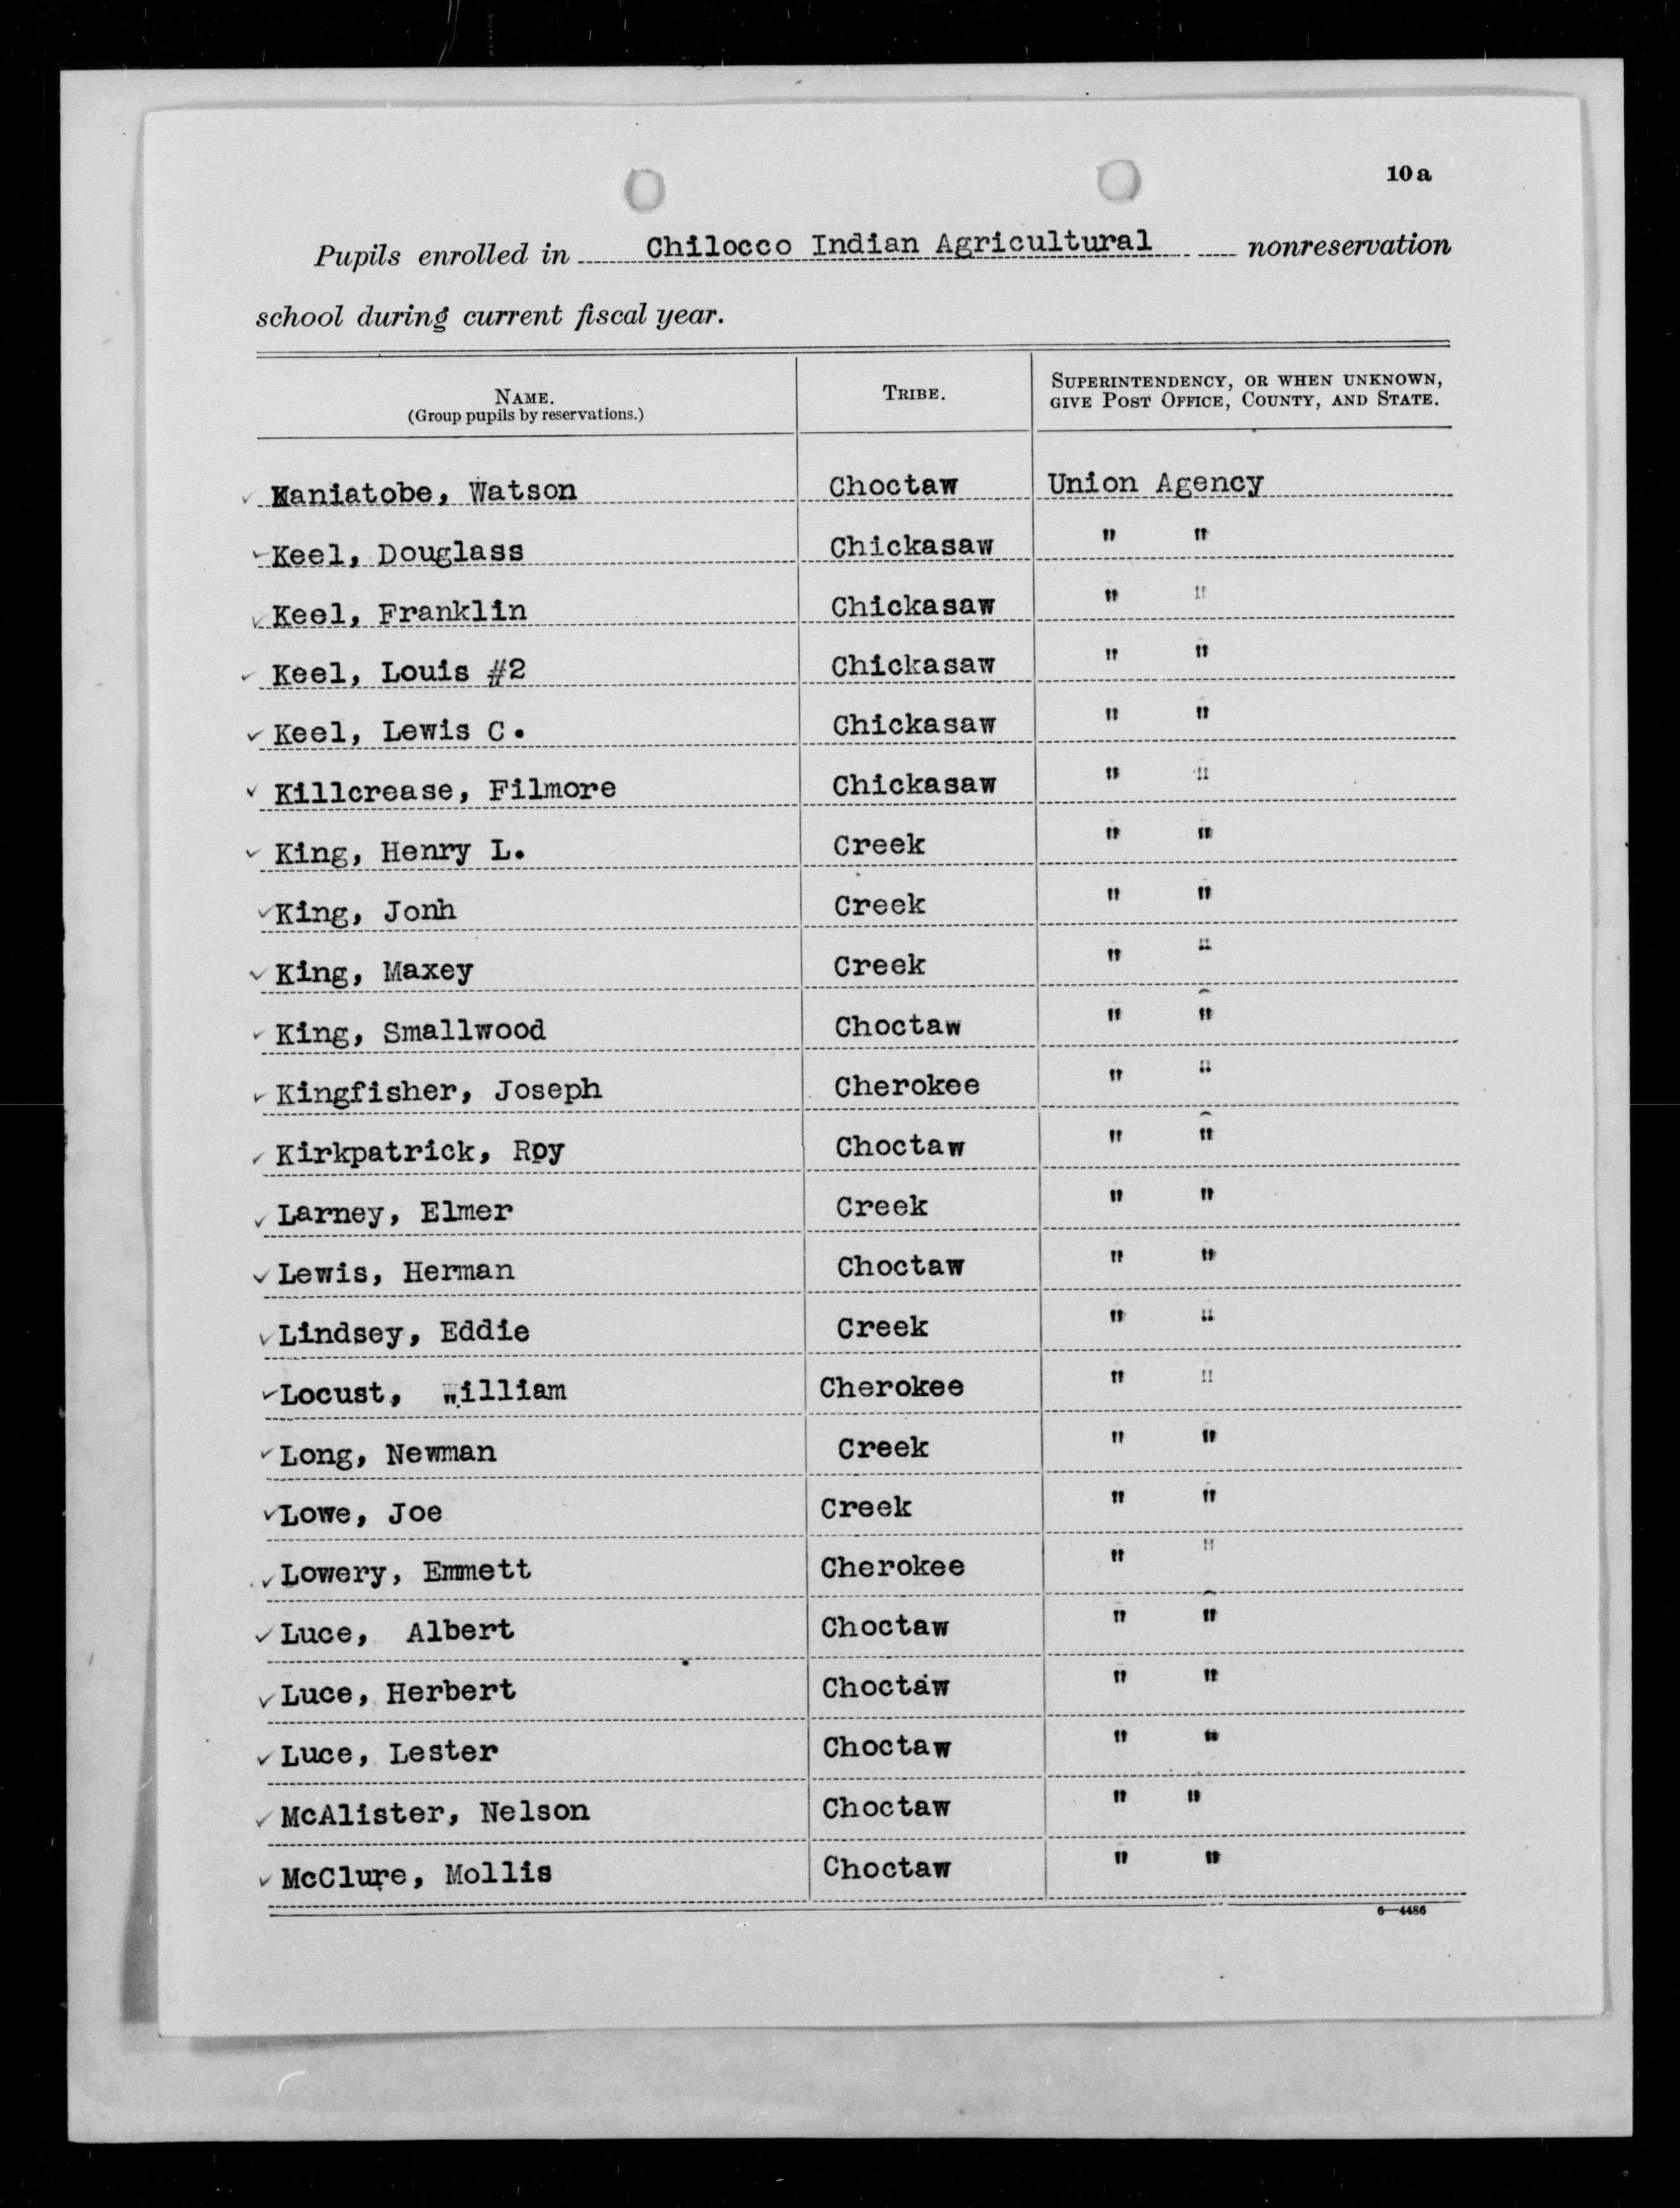 10a
Pupils enrolled in Chilocco Indian Agricultural nonreservation
school during current fiscal year.
NAME. TRIBE. SUPERINTENDENCY, OR WHEN UNKNOWN,
(Group pupils by reservations.) GIVE POST OFFICE, COUNTY, AND STATE.
✓ Kaniatobe, Watson Choctaw Union Agency
✓ Keel, Douglass Chickasaw " "
✓ Keel, Franklin Chickasaw " "
✓ Keel, Louis #2 Chickasaw " "
✓ Keel, Lewis C. Chickasaw " "
✓ Killcrease, Filmore Chickasaw " "
✓ King, Henry L. Creek " "
✓ King, Jonh Creek " "
✓ King, Maxey Creek " "
✓ King, Smallwood Choctaw " "
✓ Kingfisher, Joseph Cherokee " "
✓ Kirkpatrick, Roy Choctaw " "
✓ Larney, Elmer Creek " "
✓ Lewis, Herman Choctaw " "
✓ Lindsey, Eddie Creek " "
✓ Locust, William Cherokee " "
✓ Long, Newman Creek " "
✓ Lowe, Joe Creek " "
✓ Lowery, Emmett Cherokee " "
✓ Luce, Albert Choctaw " "
✓ Luce, Herbert Choctaw " "
✓ Luce, Lester Choctaw " "
✓ McAlister, Nelson Choctaw " "
✓ McClure, Mollis Choctaw " "
6—4486